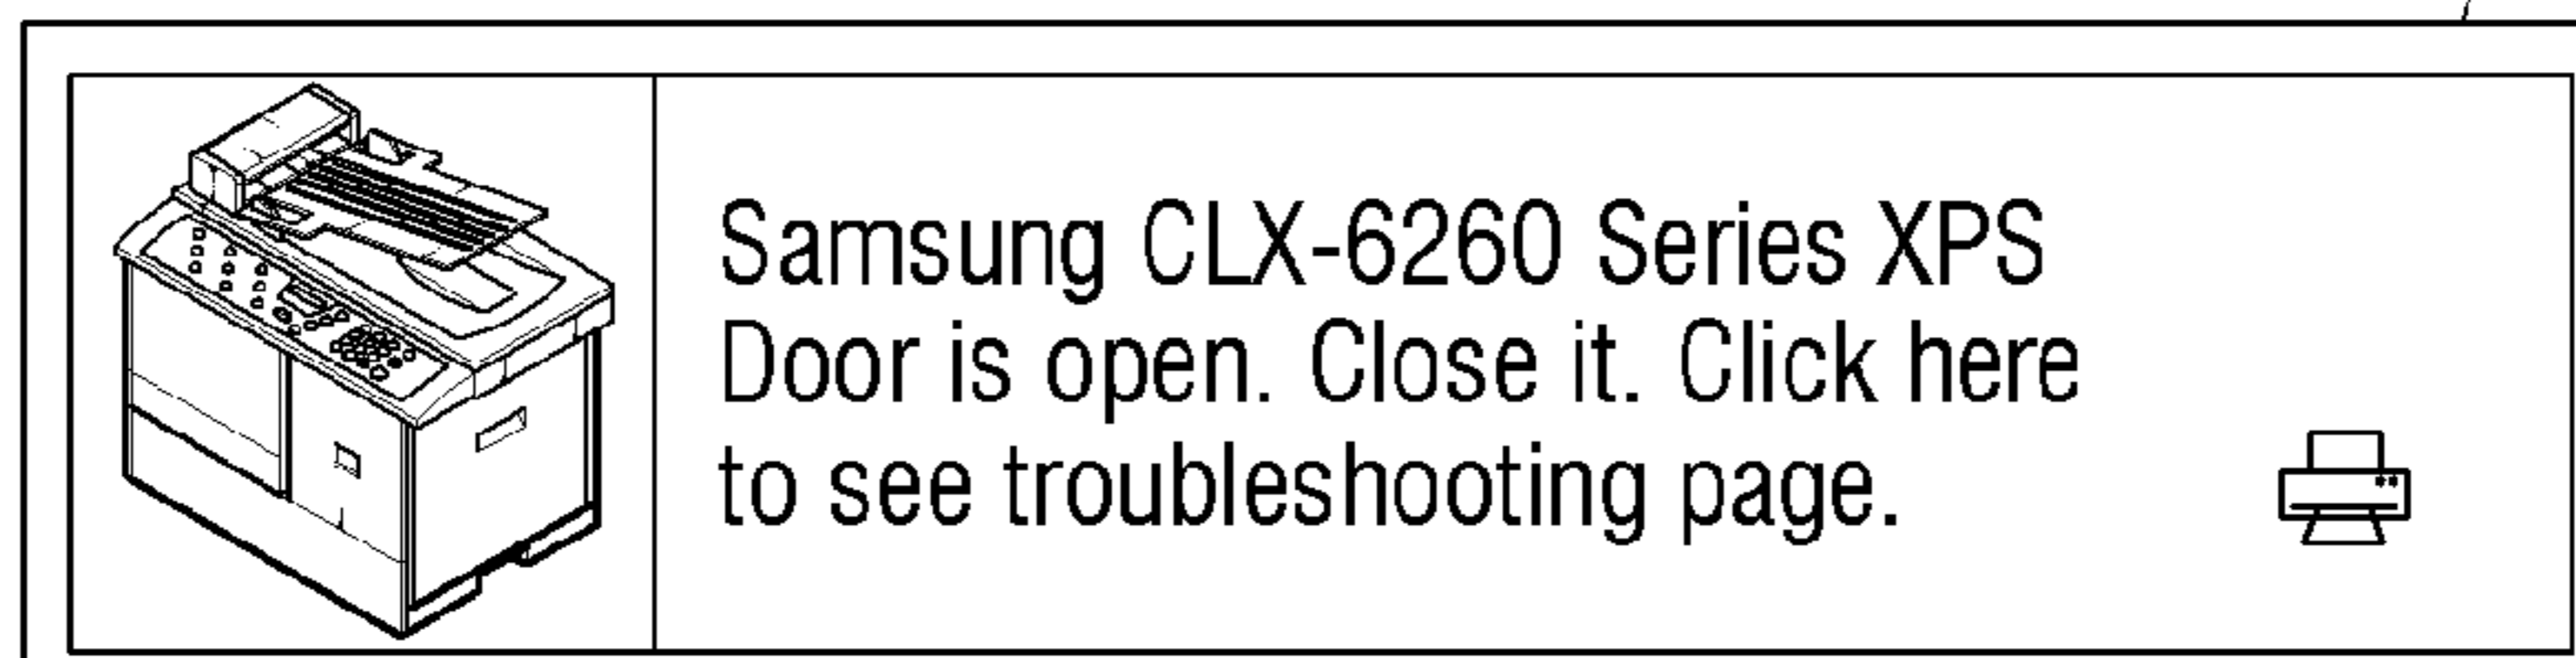 Samsung CLX-6260 Series XPS
Door is open. Close it. Click here
to see troubleshooting page.